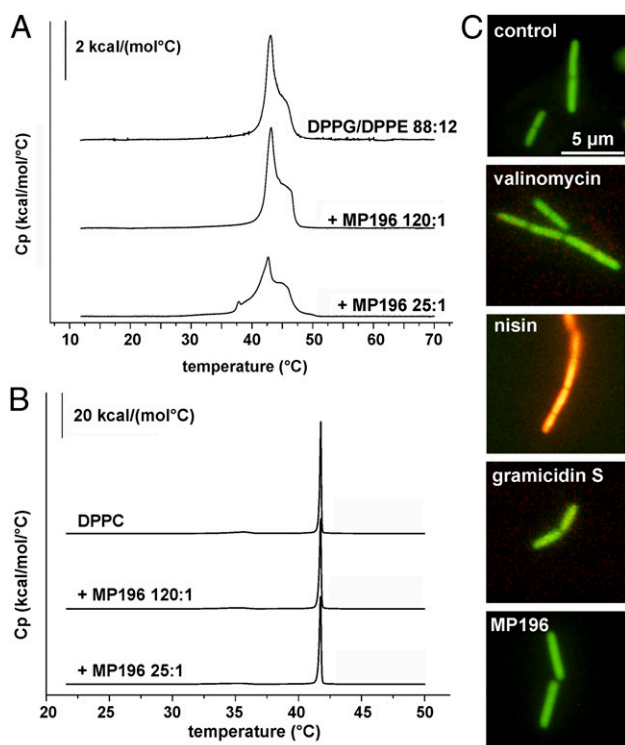 A
2 kcal/(mol°C)
DPPG/DPPE 88:12
+ MP196 120:1
+ MP196 25:1
Cp (kcal/mol/°C)
10 20 30 40 50 60 70
temperature (°C)
B
20 kcal/(mol°C)
DPPC
+ MP196 120:1
+ MP196 25:1
Cp (kcal/mol/°C)
20 25 30 35 40 45 50
temperature (°C)
C
control
5 µm
valinomycin
nisin
gramicidin S
MP196